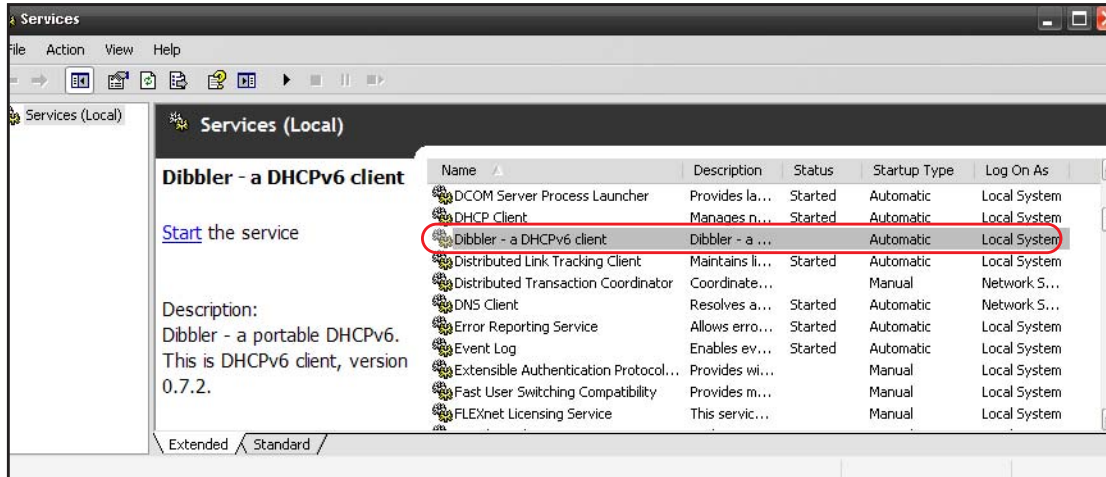 Services
File Action View Help
Services (Local)
Services (Local)
Dibbler - a DHCPv6 client
Start the service
Description:
Dibbler - a portable DHCPv6.
This is DHCPv6 client, version
0.7.2.
Name Description Status Startup Type Log On As
DCOM Server Process Launcher Provides la... Started Automatic Local System
DHCP Client Manages n... Started Automatic Local System
Dibbler - a DHCPv6 client Dibbler - a ... Automatic Local System
Distributed Link Tracking Client Maintains li... Started Automatic Local System
Distributed Transaction Coordinator Coordinate... Manual Network S...
DNS Client Resolves a... Started Automatic Network S...
Error Reporting Service Allows erro... Started Automatic Local System
Event Log Enables ev... Started Automatic Local System
Extensible Authentication Protocol... Provides wi... Manual Local System
Fast User Switching Compatibility Provides m... Manual Local System
FLEXnet Licensing Service This servic... Manual Local System
Extended Standard